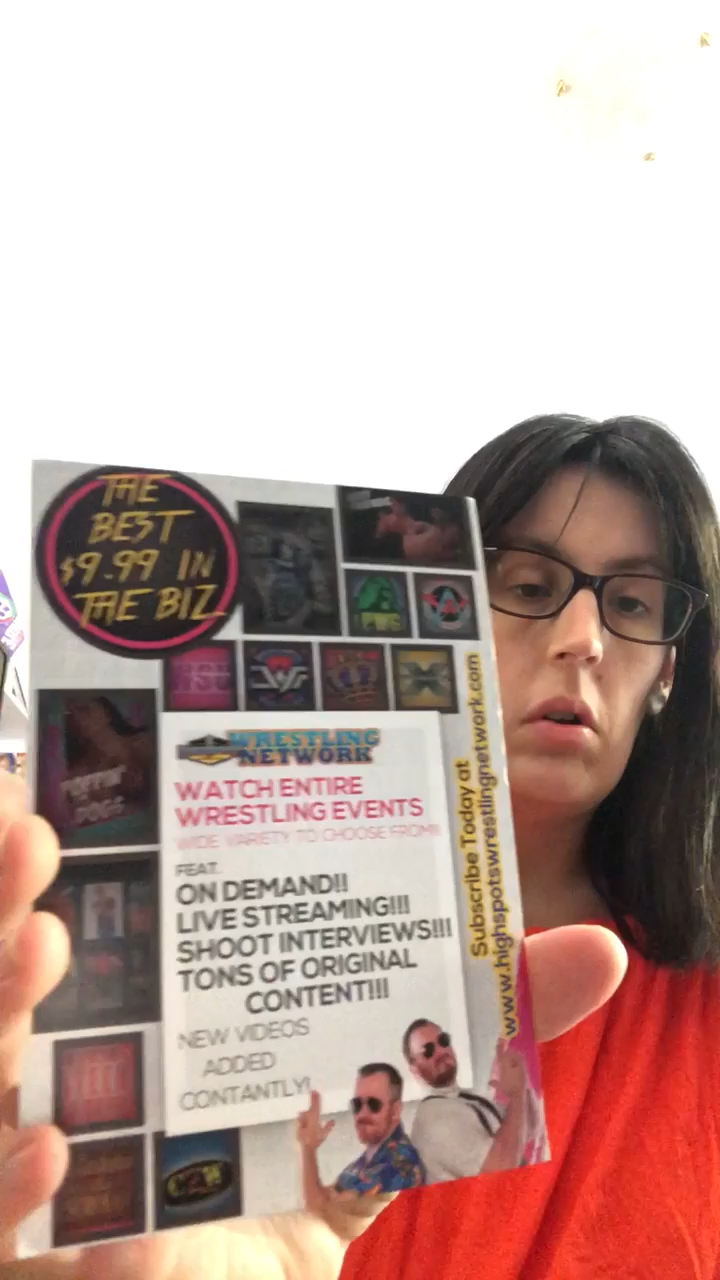 THE
BEST
$9.99 IN
THE BIZ
WRESTLING
NETWORK
WATCH ENTIRE
WRESTLING EVENTS
WIDE VARIETY TO CHOOSE FROM!!!
FEAT.
ON DEMAND!!
LIVE STREAMING!!!
SHOOT INTERVIEWS!!!
TONS OF ORIGINAL
CONTENT!!!
NEW VIDEOS
ADDED
CONTANTLY!
Subscribe Today at
www.highspotswrestlingnetwork.com